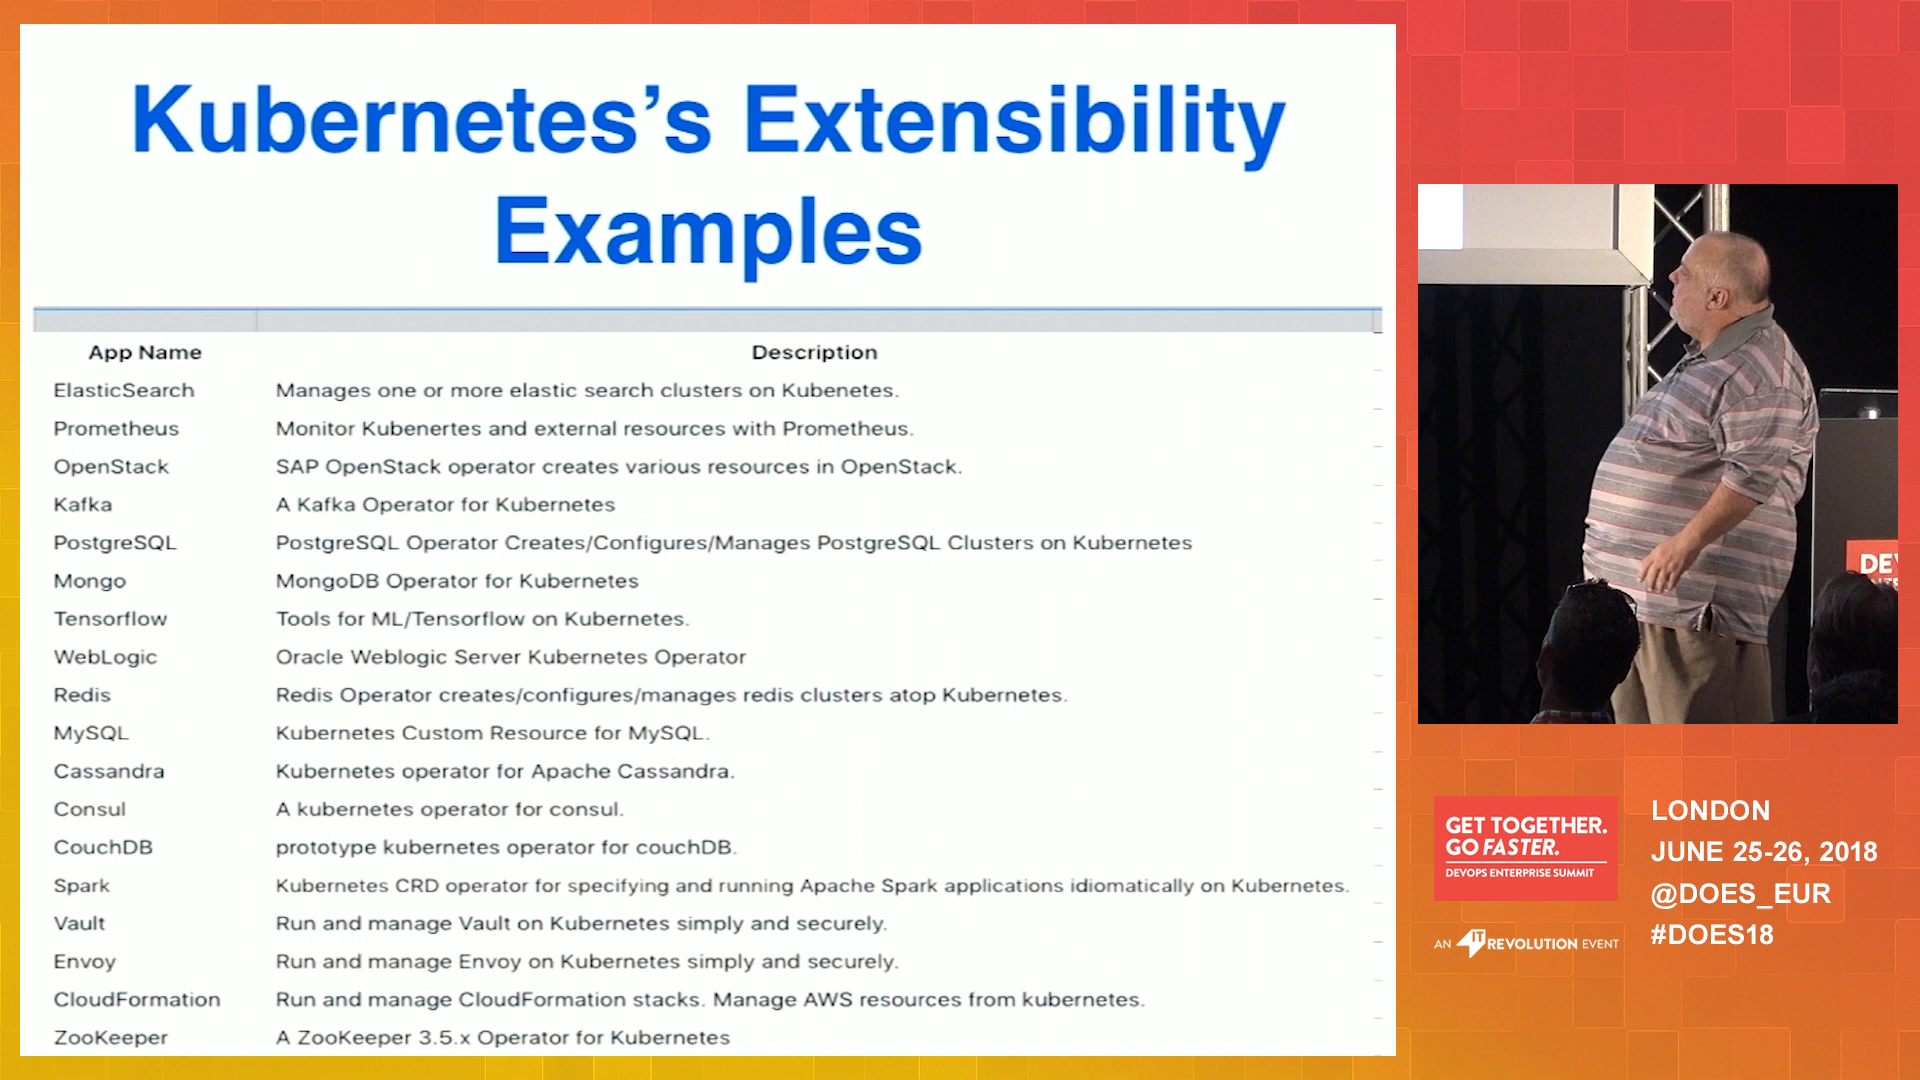 Kubernetes’s Extensibility
Examples
App Name Description
ElasticSearch Manages one or more elastic search clusters on Kubenetes.
Prometheus Monitor Kubenertes and external resources with Prometheus.
OpenStack SAP OpenStack operator creates various resources in OpenStack.
Kafka A Kafka Operator for Kubernetes
PostgreSQL PostgreSQL Operator Creates/Configures/Manages PostgreSQL Clusters on Kubernetes
Mongo MongoDB Operator for Kubernetes
Tensorflow Tools for ML/Tensorflow on Kubernetes.
WebLogic Oracle Weblogic Server Kubernetes Operator
Redis Redis Operator creates/configures/manages redis clusters atop Kubernetes.
MySQL Kubernetes Custom Resource for MySQL.
Cassandra Kubernetes operator for Apache Cassandra.
Consul A kubernetes operator for consul.
CouchDB prototype kubernetes operator for couchDB.
Spark Kubernetes CRD operator for specifying and running Apache Spark applications idiomatically on Kubernetes.
Vault Run and manage Vault on Kubernetes simply and securely.
Envoy Run and manage Envoy on Kubernetes simply and securely.
CloudFormation Run and manage CloudFormation stacks. Manage AWS resources from kubernetes.
ZooKeeper A ZooKeeper 3.5.x Operator for Kubernetes
GET TOGETHER.
GO FASTER.
DEVOPS ENTERPRISE SUMMIT
AN IT REVOLUTION EVENT
LONDON
JUNE 25-26, 2018
@DOES_EUR
#DOES18